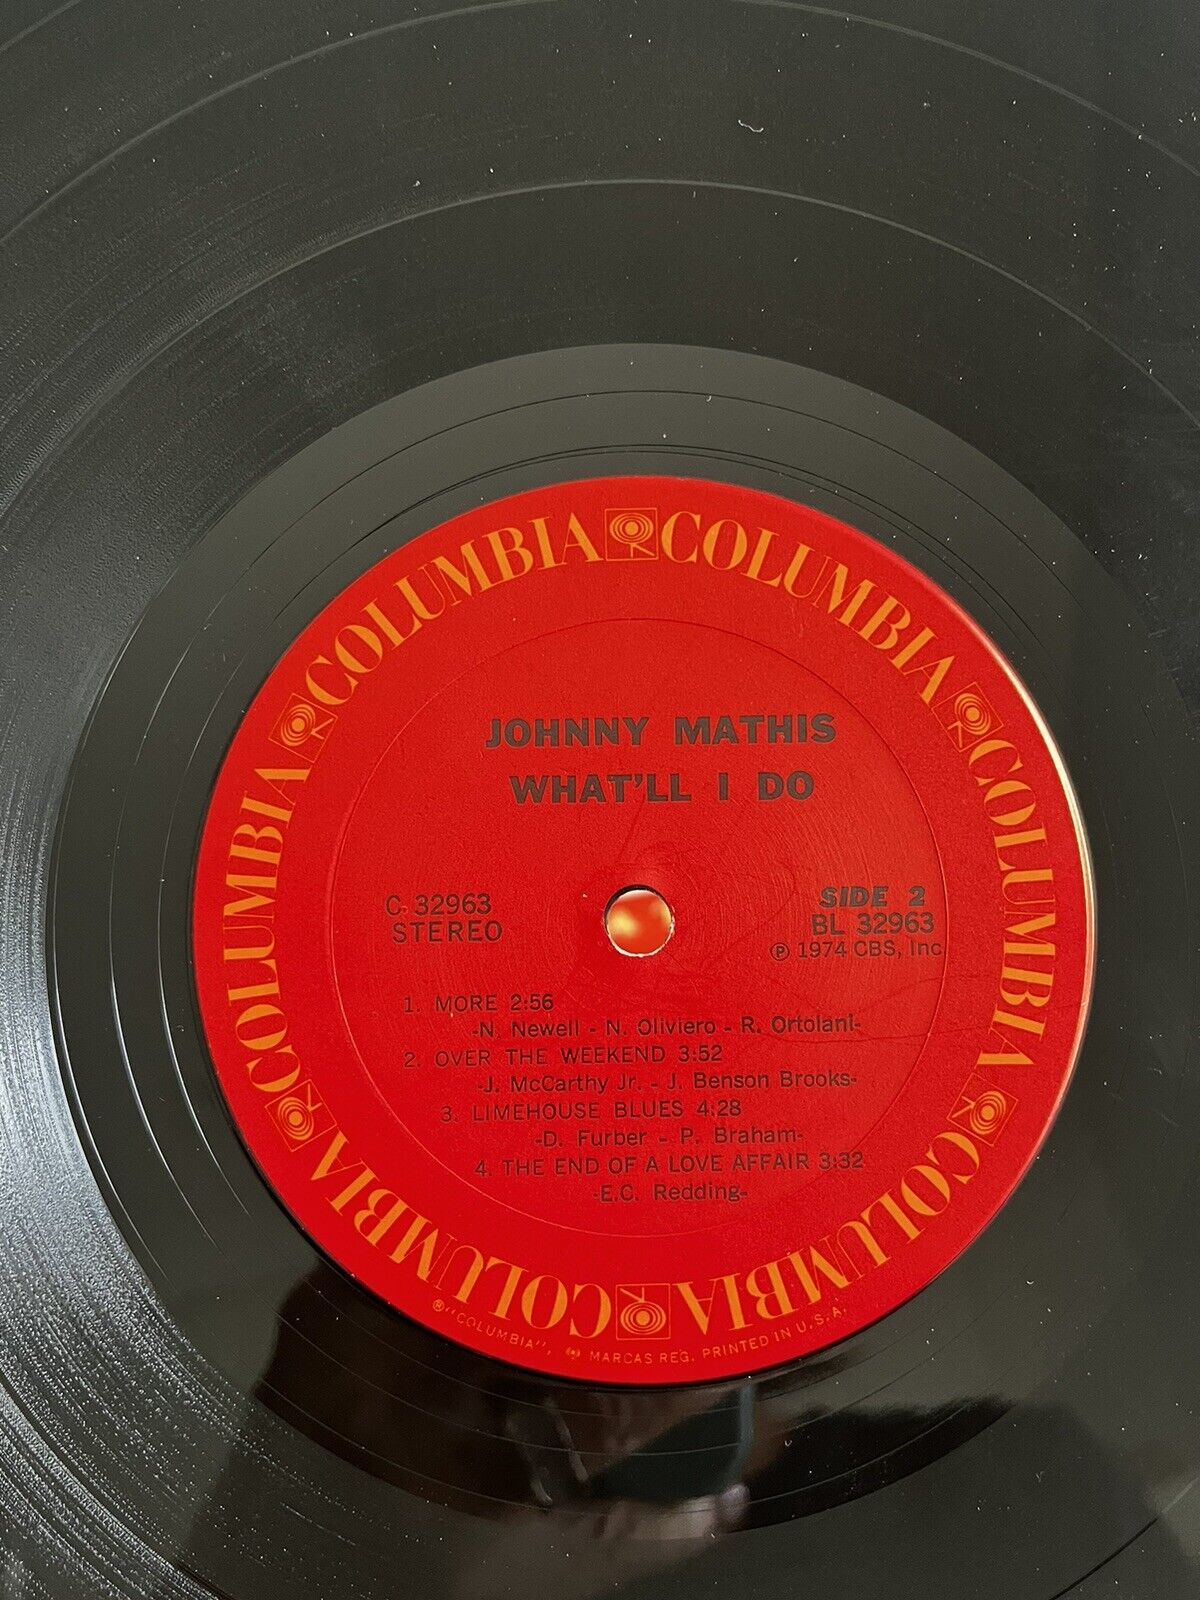 COLUMBIA COLUMBIA COLUMBIA COLUMBIA COLUMBIA COLUMBIA
JOHNNY MATHIS
WHAT'LL I DO
C 32963
STEREO
SIDE 2
BL 32963
℗ 1974 CBS, Inc
1. MORE 2:56
-N. Newell - N. Oliviero - R. Ortolani-
2. OVER THE WEEKEND 3:52
-J. McCarthy Jr. - J. Benson Brooks-
3. LIMEHOUSE BLUES 4:28
-D. Furber - P. Braham-
4. THE END OF A LOVE AFFAIR 3:32
-E.C. Redding-
®"COLUMBIA", MARCAS REG. PRINTED IN U.S.A.